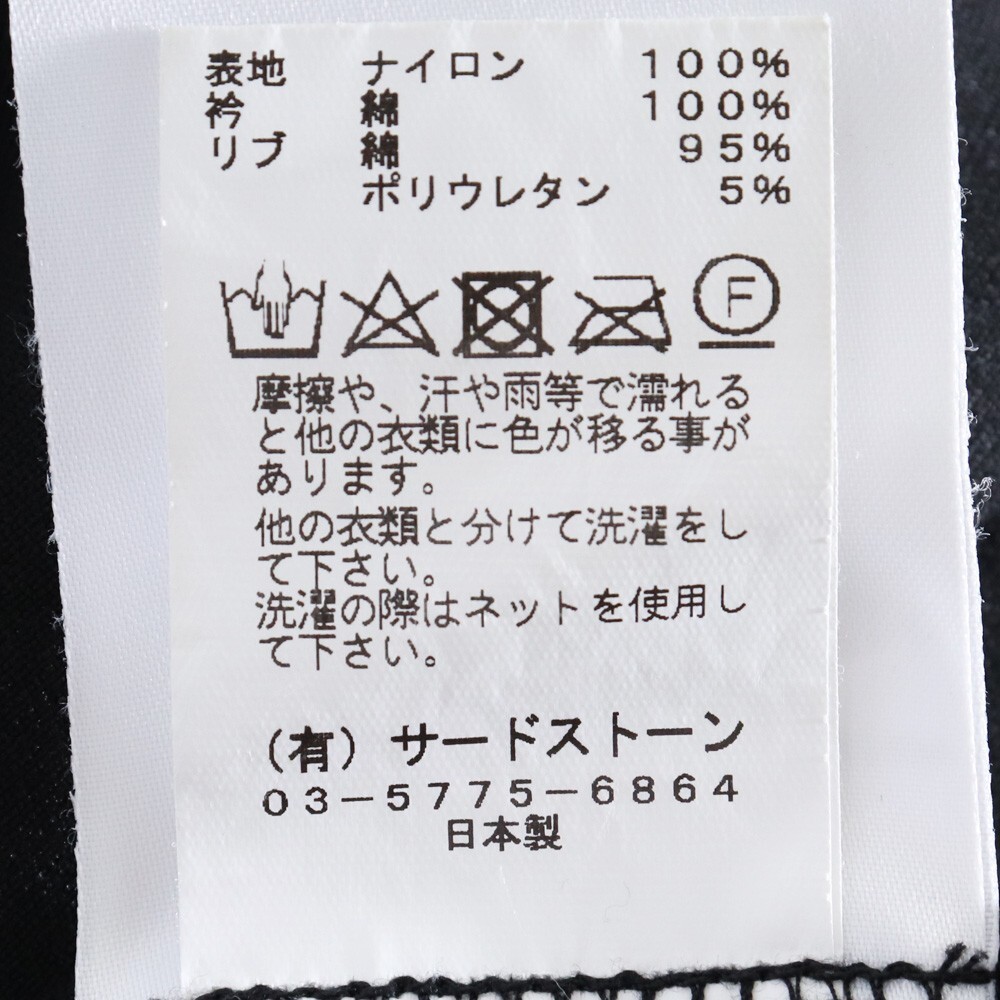 表地 ナイロン 100%
衿 綿 100%
リブ 綿 95%
ポリウレタン 5%
F
摩擦や、汗や雨等で濡れる
と他の衣類に色が移る事が
あります。
他の衣類と分けて洗濯をし
て下さい。
洗濯の際はネットを使用し
て下さい。
(有) サードストーン
03-5775-6864
日本製